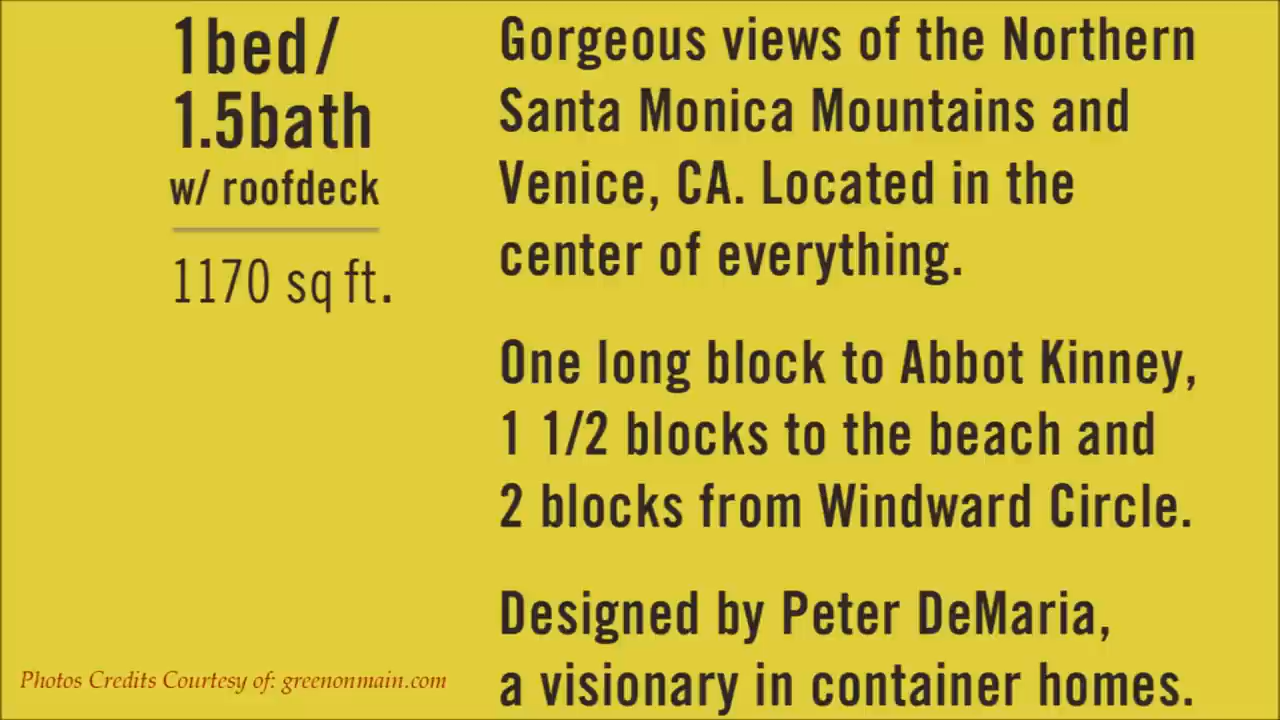 1bed/
1.5bath
w/ roofdeck
1170 sq ft.
Gorgeous views of the Northern
Santa Monica Mountains and
Venice, CA. Located in the
center of everything.
One long block to Abbot Kinney,
1 1/2 blocks to the beach and
2 blocks from Windward Circle.
Designed by Peter DeMaria,
a visionary in container homes.
Photos Credits Courtesy of: greenonmain.com